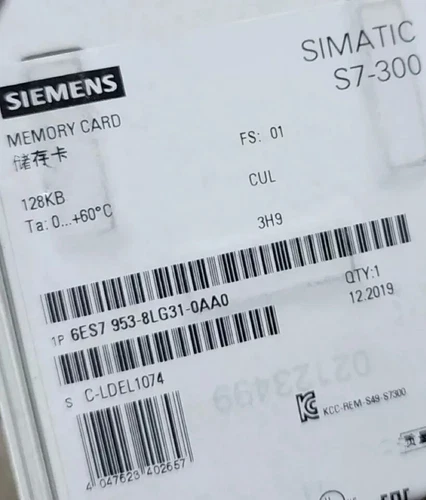 SIMATIC
S7-300
SIEMENS
MEMORY CARD
储存卡
128KB
Ta: 0...+60°C
FS: 01
CUL
3H9
1P 6ES7 953-8LG31-0AA0
QTY:1
12.2019
S C-LDEL1074
02123499
KCC-REM-S49-S7300
4 047623 402657